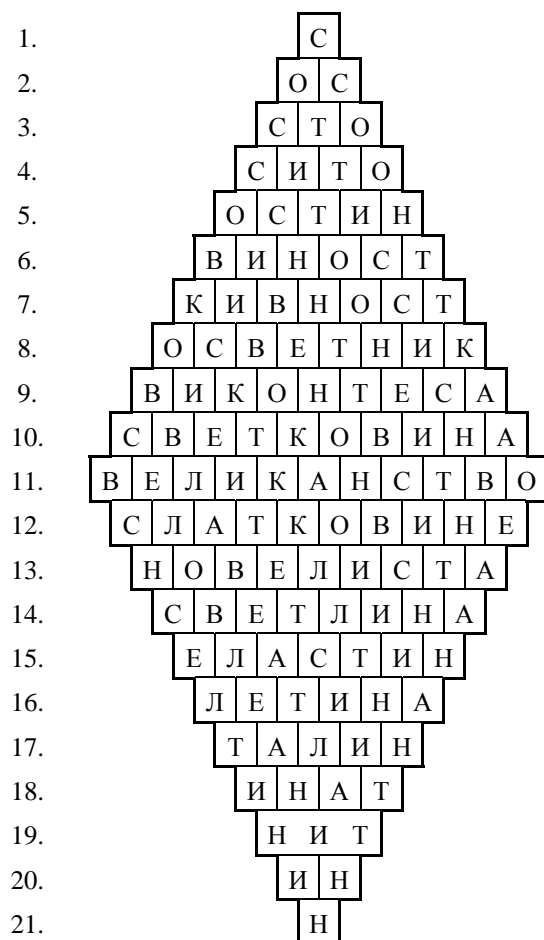 1. С
2. О С
3. С Т О
4. С И Т О
5. О С Т И Н
6. В И Н О С Т
7. К И В Н О С Т
8. О С В Е Т Н И К
9. В И К О Н Т Е С А
10. С В Е Т К О В И Н А
11. В Е Л И К А Н С Т В О
12. С Л А Т К О В И Н Е
13. Н О В Е Л И С Т А
14. С В Е Т Л И Н А
15. Е Л А С Т И Н
16. Л Е Т И Н А
17. Т А Л И Н
18. И Н А Т
19. Н И Т
20. И Н
21. Н